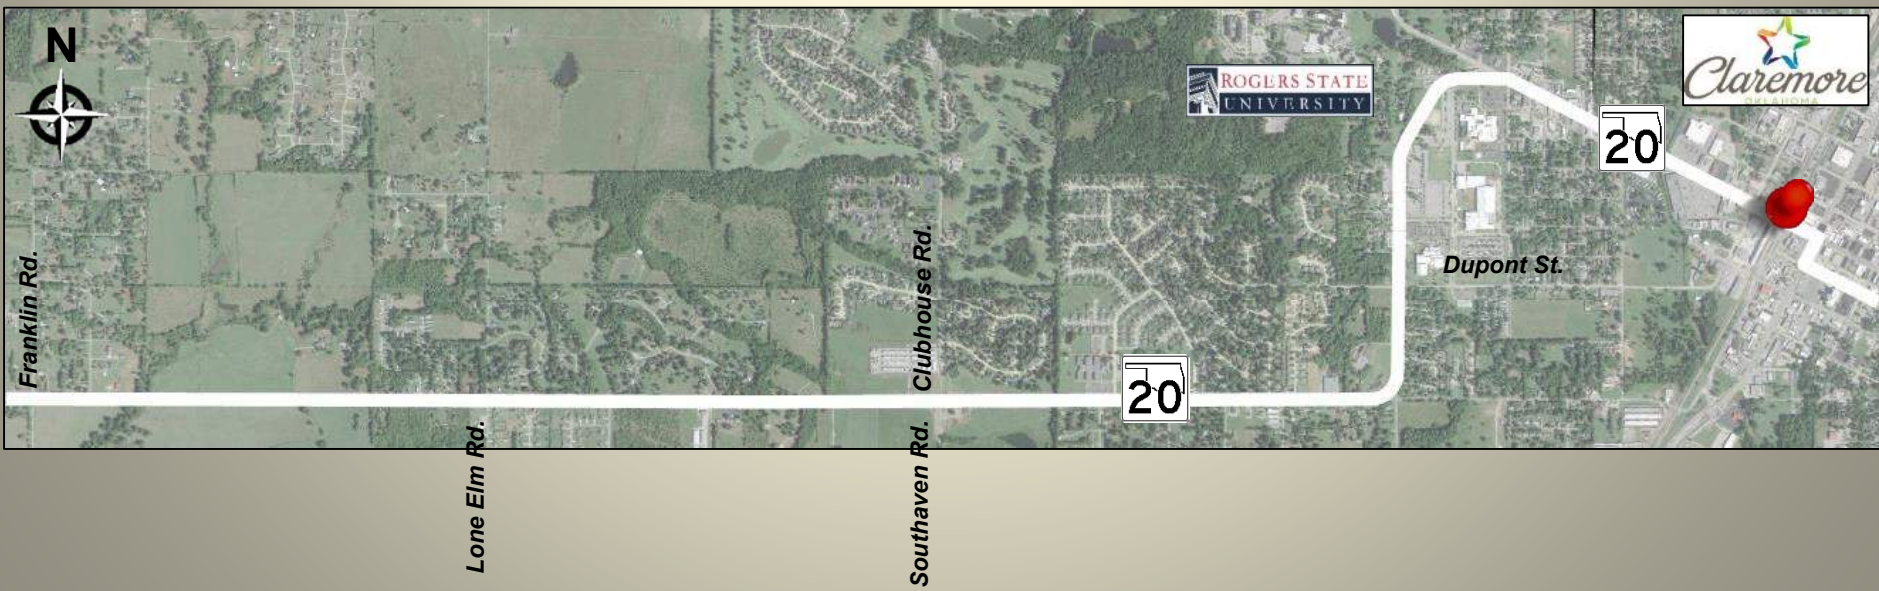 N
ROGERS STATE
UNIVERSITY
Claremore
OKLAHOMA
20
Franklin Rd.
Clubhouse Rd.
Dupont St.
20
Lone Elm Rd.
Southaven Rd.